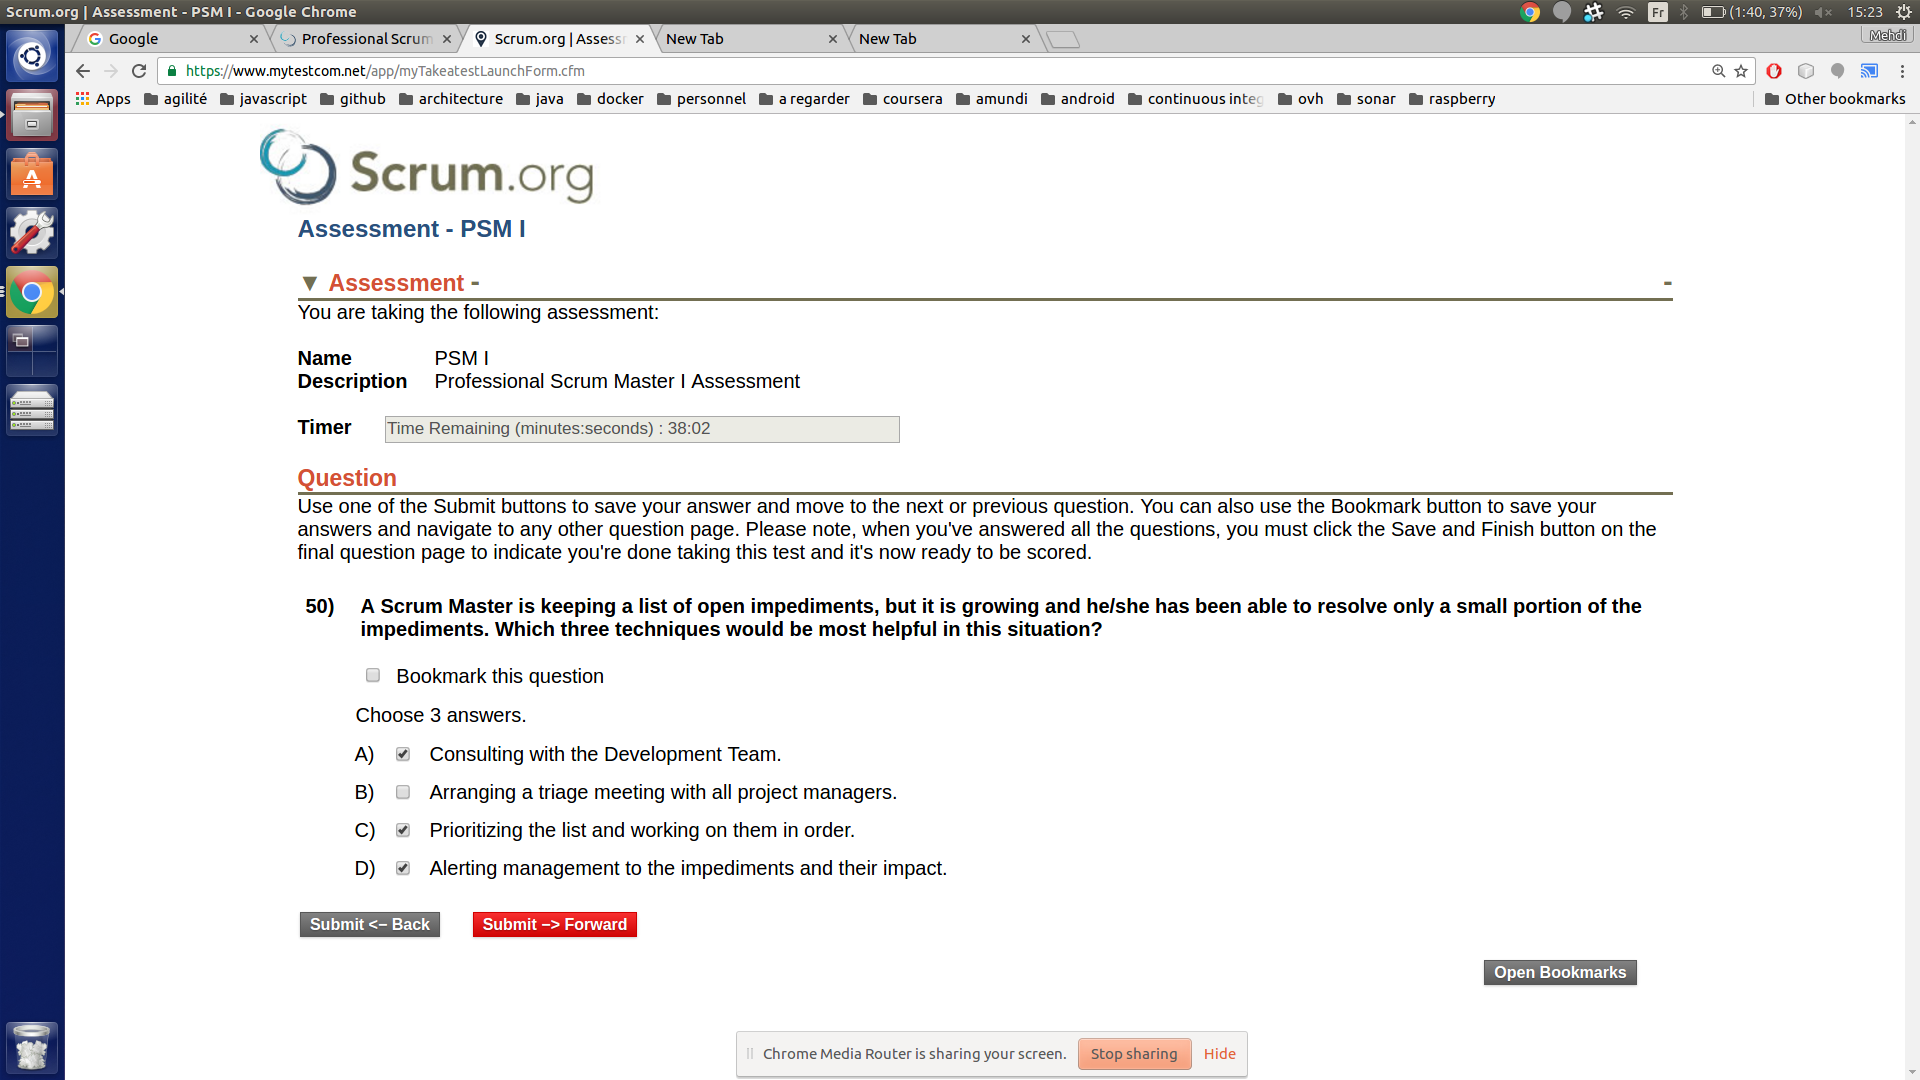 Scrum.org | Assessment - PSM I - Google Chrome
Fr
(1:40, 37%)
15:23
Google
Professional Scrum
Scrum.org | Assess
New Tab
New Tab
Mehdi
https://www.mytestcom.net/app/myTakeatestLaunchForm.cfm
Apps agilité javascript github architecture java docker personnel a regarder coursera amundi android continuous integ ovh sonar raspberry Other bookmarks
Scrum.org
Assessment - PSM I
▼ Assessment - -
You are taking the following assessment:
Name PSM I
Description Professional Scrum Master I Assessment
Timer Time Remaining (minutes:seconds) : 38:02
Question
Use one of the Submit buttons to save your answer and move to the next or previous question. You can also use the Bookmark button to save your
answers and navigate to any other question page. Please note, when you've answered all the questions, you must click the Save and Finish button on the
final question page to indicate you're done taking this test and it's now ready to be scored.
50) A Scrum Master is keeping a list of open impediments, but it is growing and he/she has been able to resolve only a small portion of the
impediments. Which three techniques would be most helpful in this situation?
Bookmark this question
Choose 3 answers.
A) Consulting with the Development Team.
B) Arranging a triage meeting with all project managers.
C) Prioritizing the list and working on them in order.
D) Alerting management to the impediments and their impact.
Submit <– Back Submit –> Forward
Open Bookmarks
Chrome Media Router is sharing your screen. Stop sharing Hide